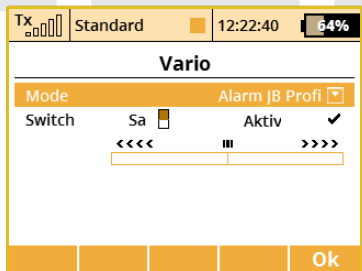 Tx Standard 12:22:40 64%
Vario
Mode Alarm JB Profi
Switch Sa Aktiv ✔
<<<< >>>>
Ok